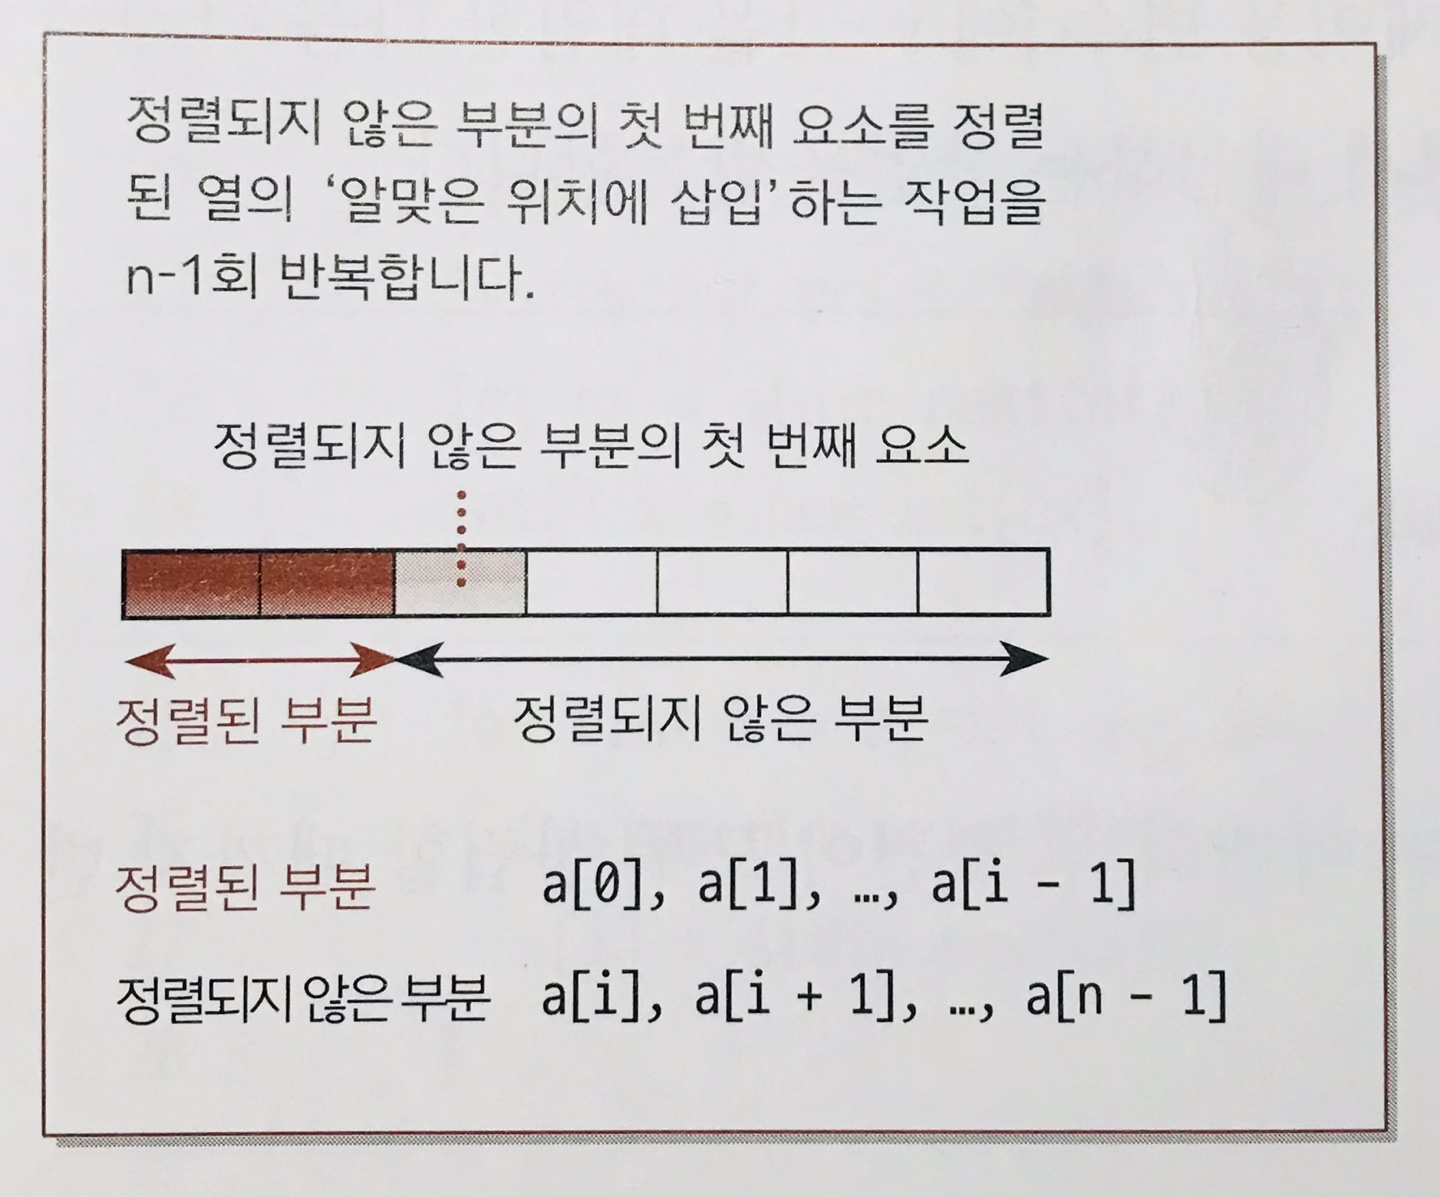 정렬되지 않은 부분의 첫 번째 요소를 정렬
된 열의 ‘알맞은 위치에 삽입’하는 작업을
n-1회 반복합니다.
정렬되지 않은 부분의 첫 번째 요소
정렬된 부분 정렬되지 않은 부분
정렬된 부분 a[0], a[1], …, a[i - 1]
정렬되지 않은 부분 a[i], a[i + 1], …, a[n - 1]